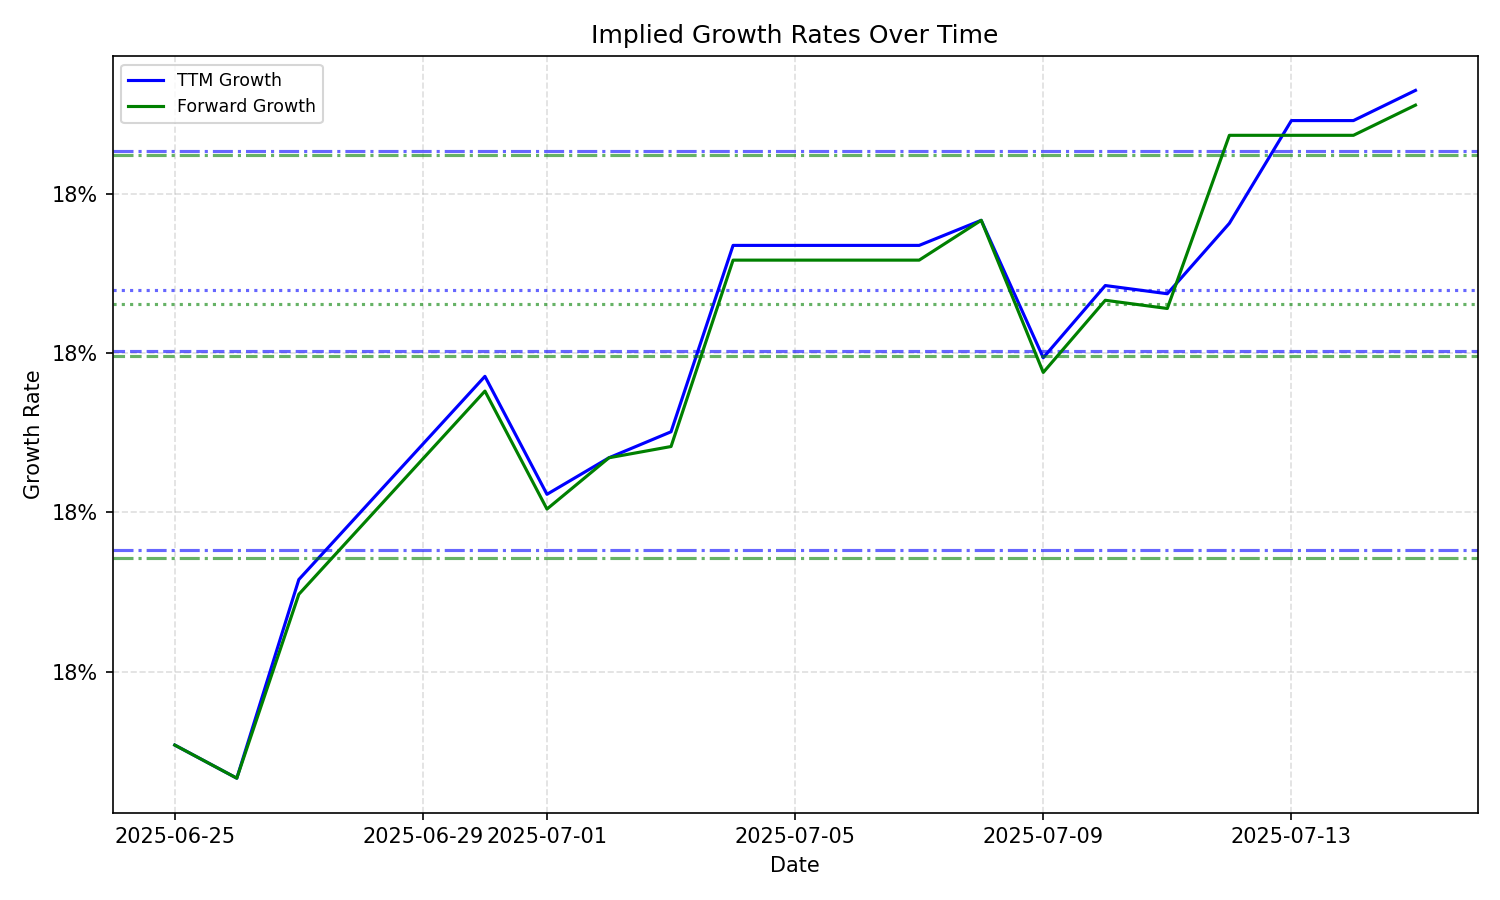 Implied Growth Rates Over Time
TTM Growth
Forward Growth
18%
18%
18%
18%
Growth Rate
2025-06-25
2025-06-29
2025-07-01
2025-07-05
2025-07-09
2025-07-13
Date